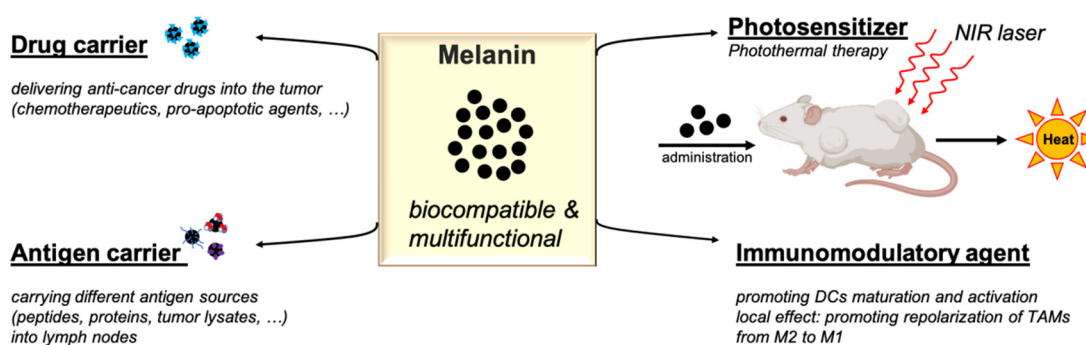 Drug carrier
delivering anti-cancer drugs into the tumor
(chemotherapeutics, pro-apoptotic agents, …)
Antigen carrier
carrying different antigen sources
(peptides, proteins, tumor lysates, …)
into lymph nodes
Melanin
biocompatible &
multifunctional
Photosensitizer
Photothermal therapy
NIR laser
administration
Heat
Immunomodulatory agent
promoting DCs maturation and activation
local effect: promoting repolarization of TAMs
from M2 to M1